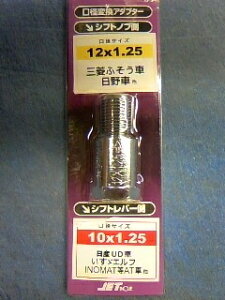 口径変換アダプター
シフトノブ側
口径サイズ
12x1.25
三菱ふそう車
日野車他
シフトレバー側
口径サイズ
10x1.25
日産UD車
いすゞエルフ
INOMAT等AT車他
JET